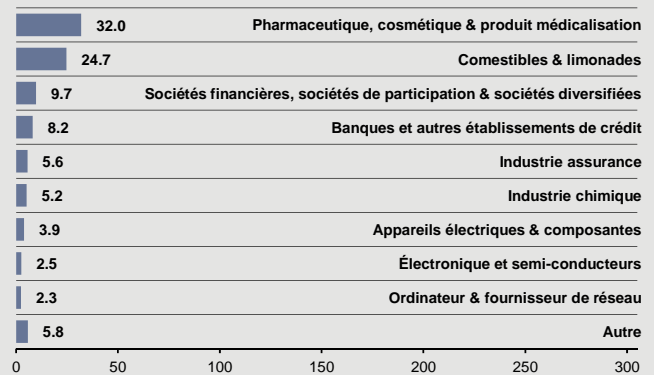 32.0 Pharmaceutique, cosmétique & produit médicalisation
24.7 Comestibles & limonades
9.7 Sociétés financières, sociétés de participation & sociétés diversifiées
8.2 Banques et autres établissements de crédit
5.6 Industrie assurance
5.2 Industrie chimique
3.9 Appareils électriques & composantes
2.5 Électronique et semi-conducteurs
2.3 Ordinateur & fournisseur de réseau
5.8 Autre
0 50 100 150 200 250 300